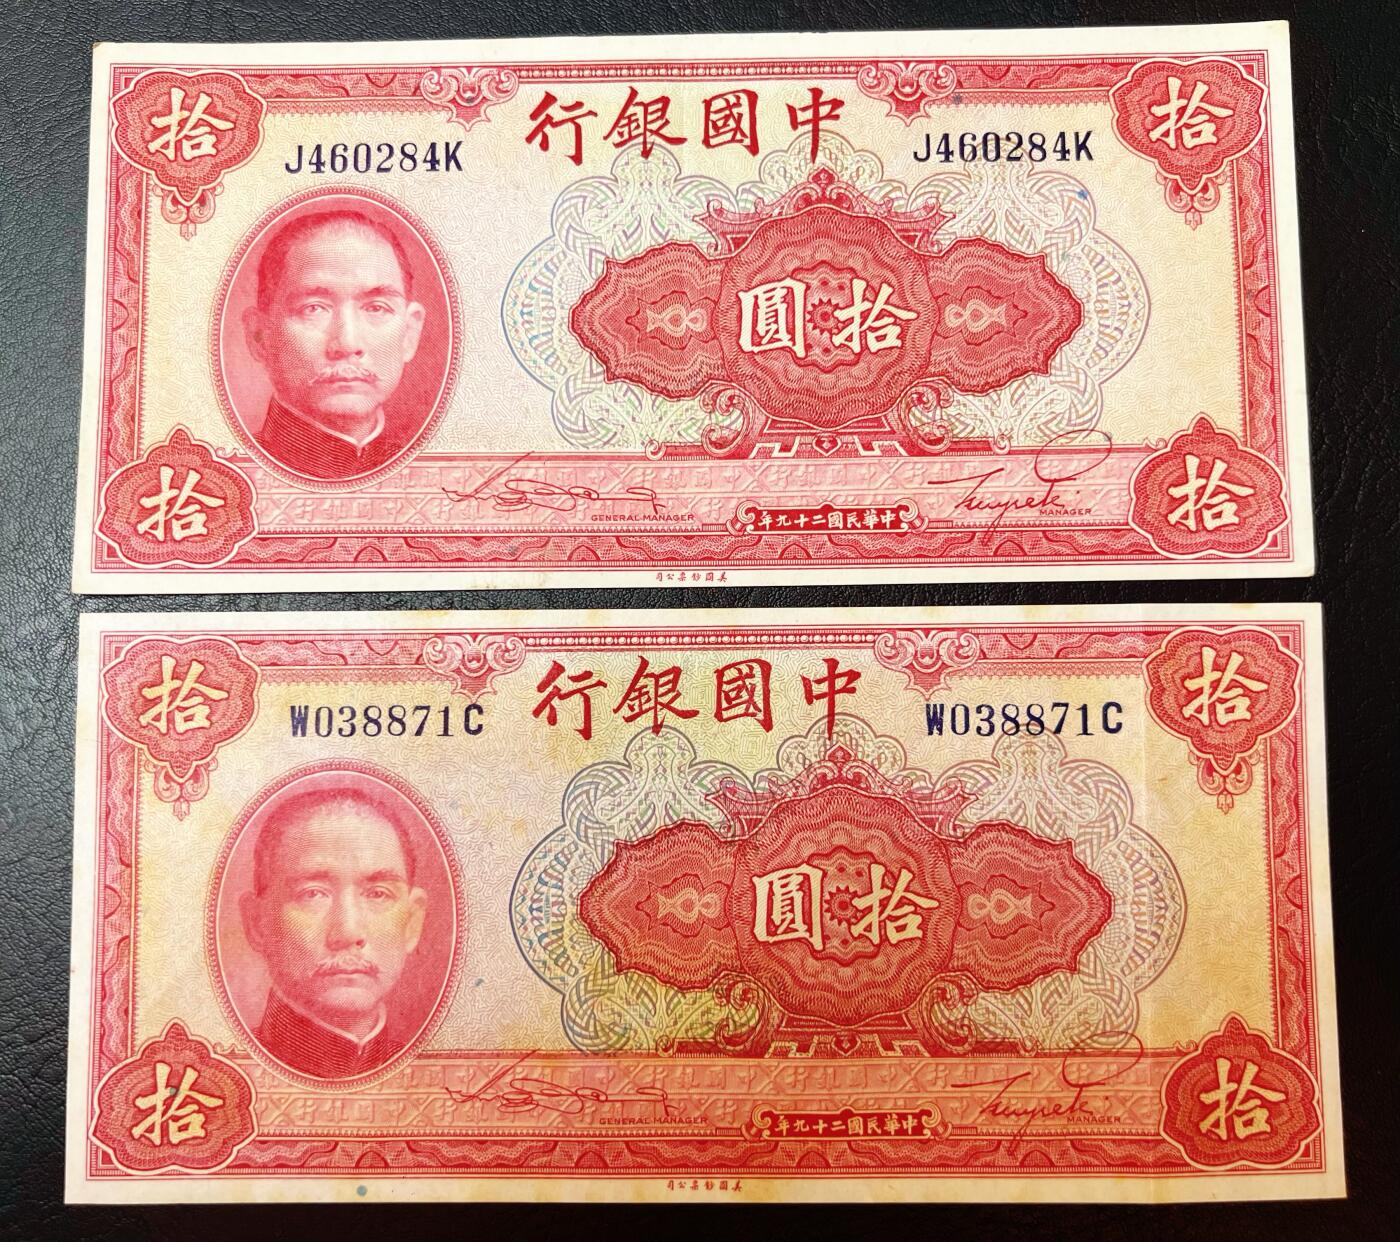 拾
中國銀行
拾
J460284K
J460284K
拾圓
拾
GENERAL MANAGER
中華民國二十九年
MANAGER
拾
美國鈔票公司
拾
中國銀行
拾
W038871C
W038871C
拾圓
拾
GENERAL MANAGER
中華民國二十九年
MANAGER
拾
美國鈔票公司